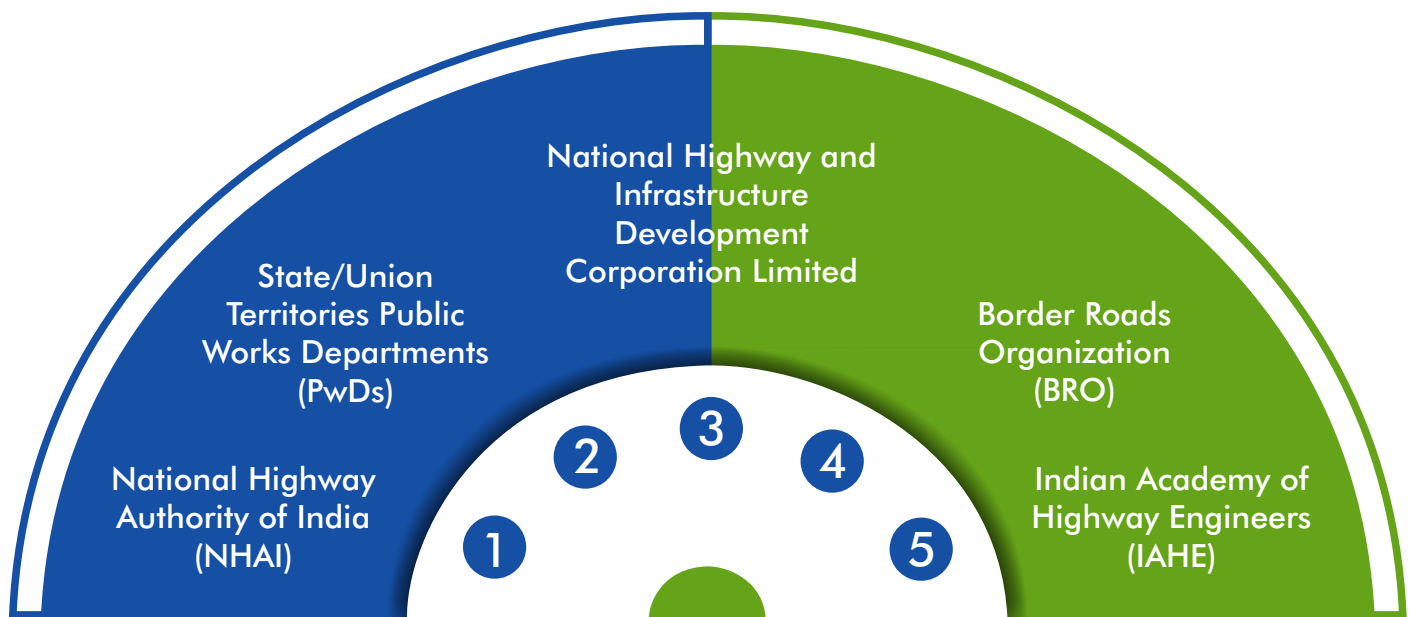 National Highway
Authority of India
(NHAI)
1
State/Union
Territories Public
Works Departments
(PwDs)
2
National Highway and
Infrastructure
Development
Corporation Limited
3
Border Roads
Organization
(BRO)
4
Indian Academy of
Highway Engineers
(IAHE)
5